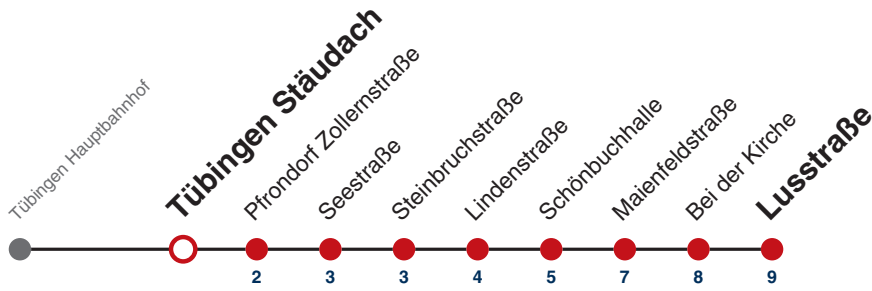 Tübingen Hauptbahnhof
Tübingen Stäudach
Pfrondorf Zollernstraße
Seestraße
Steinbruchstraße
Lindenstraße
Schönbuchhalle
Maienfeldstraße
Bei der Kirche
Lusstraße
2 3 3 4 5 7 8 9